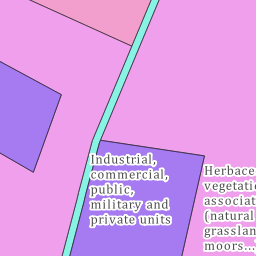 Industrial,
commercial,
public,
military and
private units
Herbace
vegetati
associat
(natural
grasslan
moors...